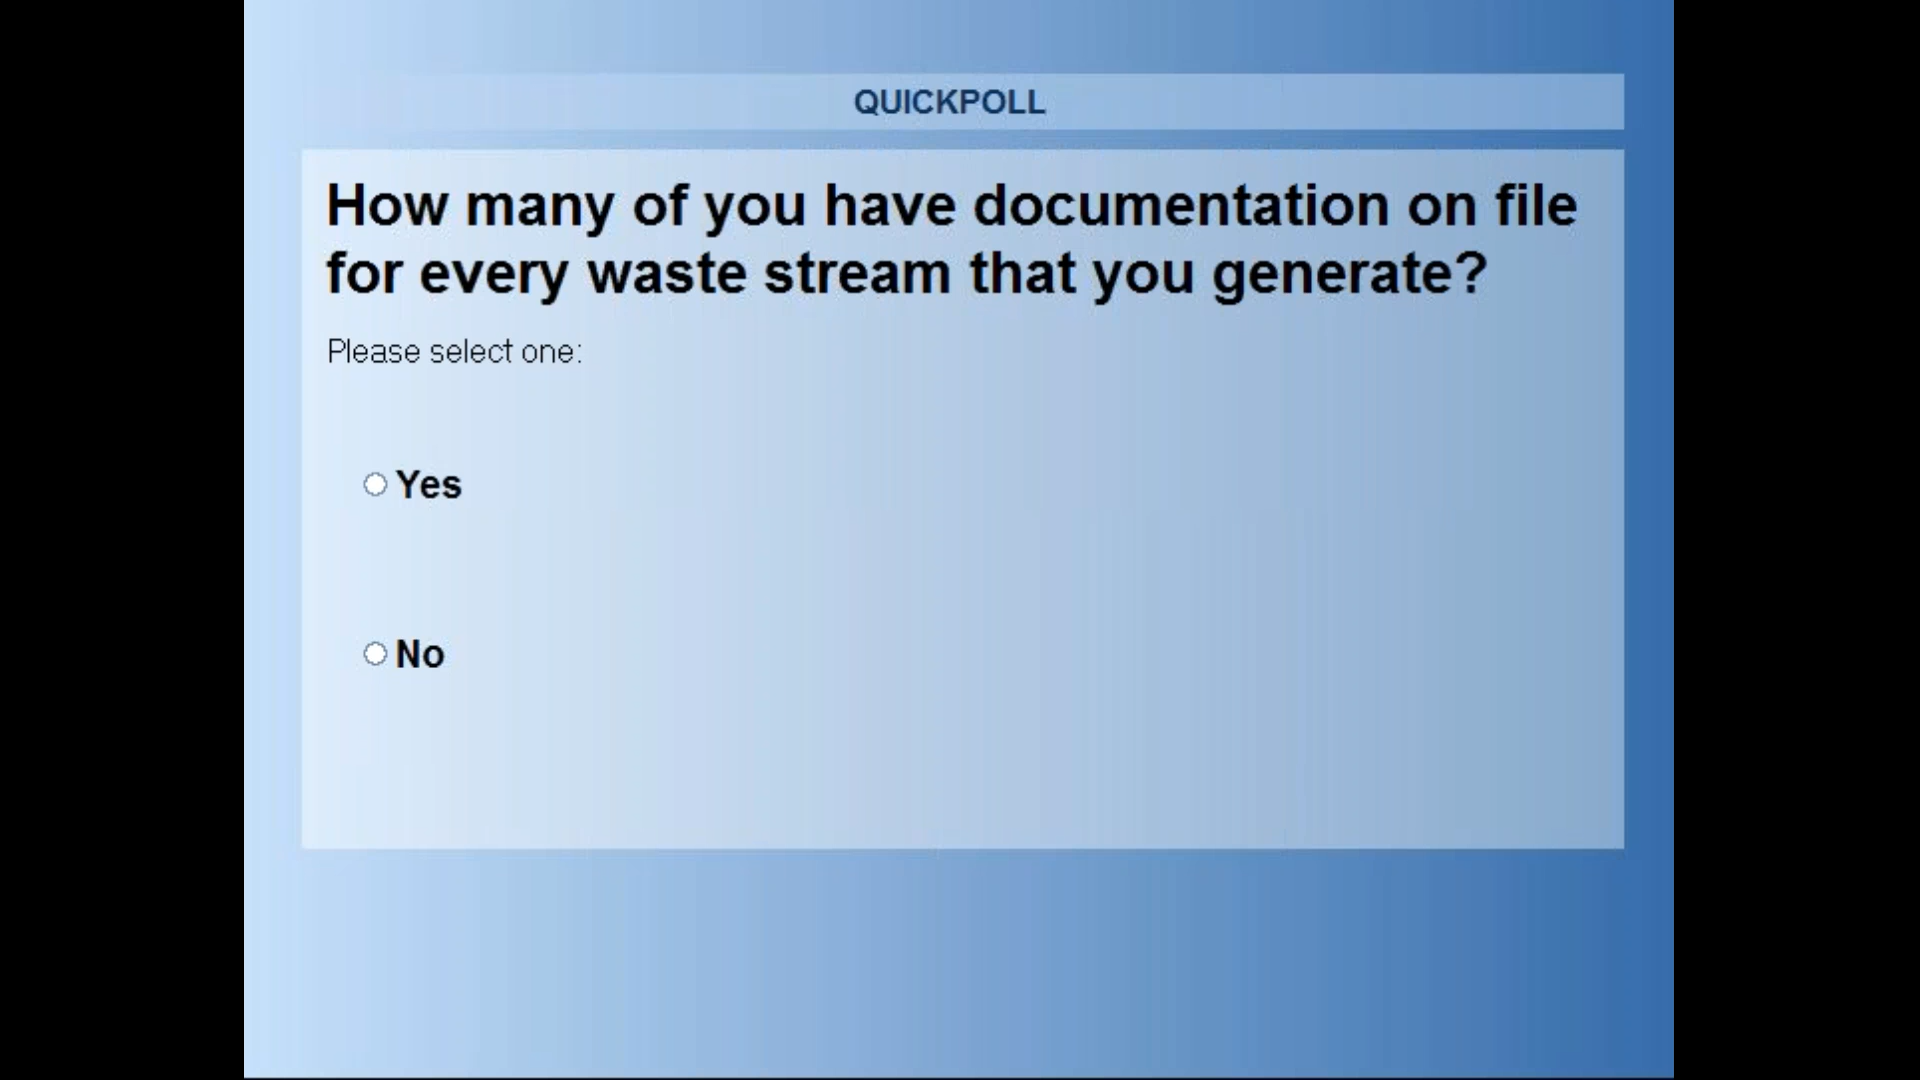 QUICKPOLL
How many of you have documentation on file
for every waste stream that you generate?
Please select one:
Yes
No